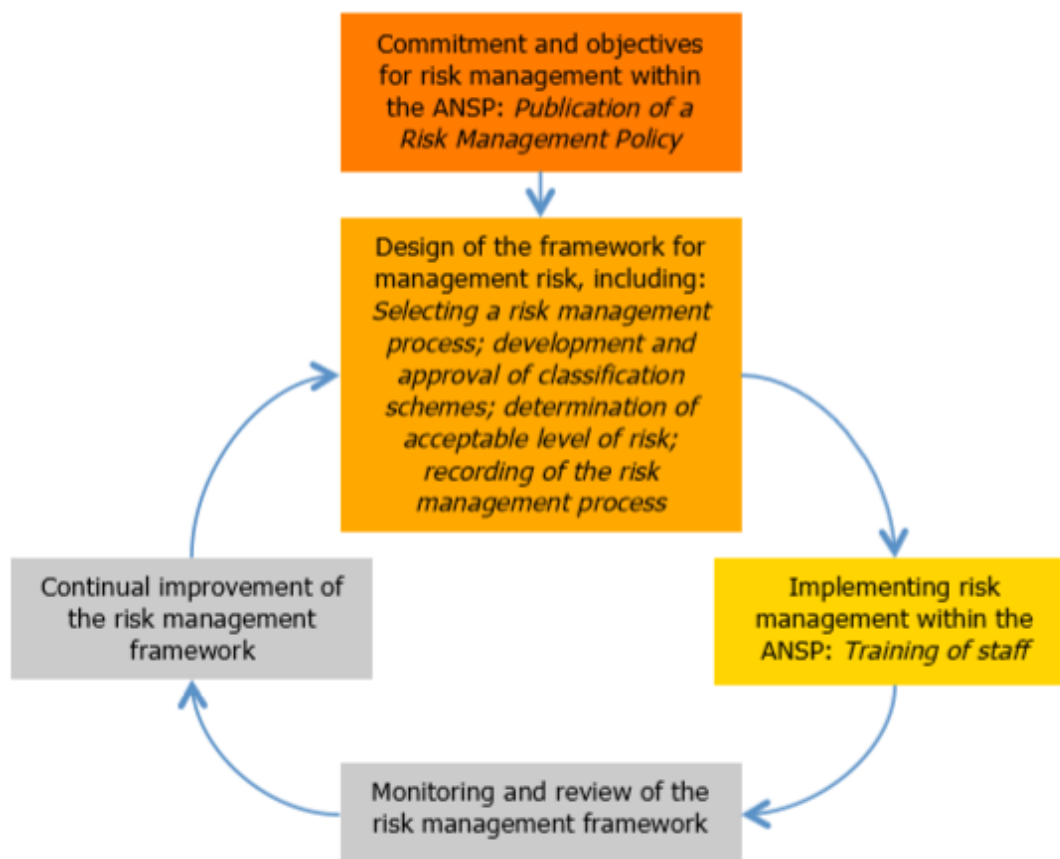 Commitment and objectives
for risk management within
the ANSP: Publication of a
Risk Management Policy
Design of the framework for
management risk, including:
Selecting a risk management
process; development and
approval of classification
schemes; determination of
acceptable level of risk;
recording of the risk
management process
Implementing risk
management within the
ANSP: Training of staff
Monitoring and review of the
risk management framework
Continual improvement of
the risk management
framework